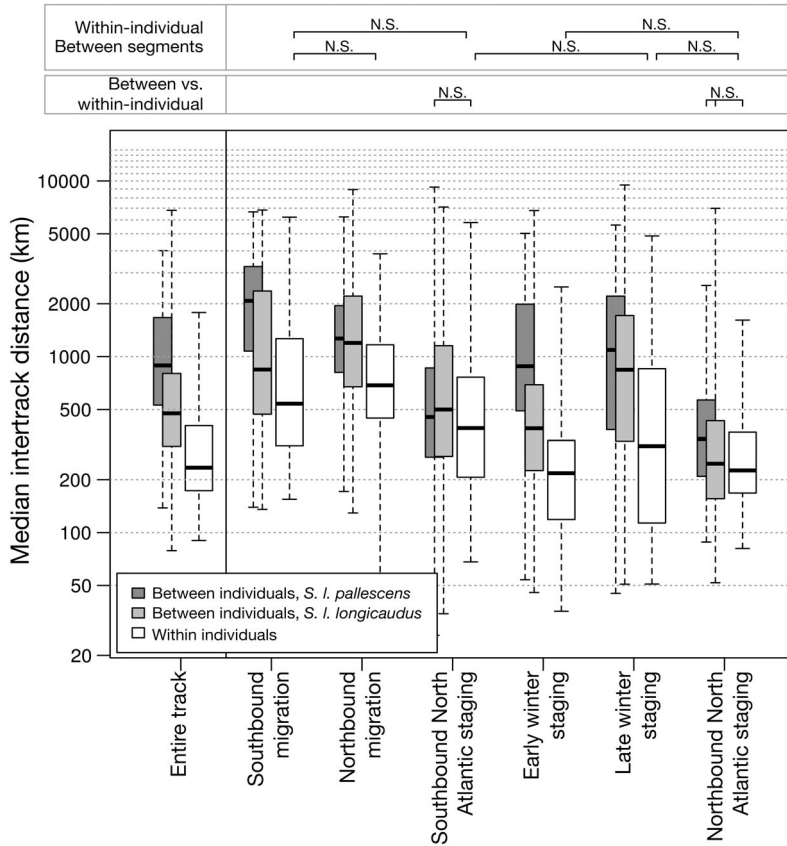 Within-individual
Between segments
N.S.
N.S.
N.S.
N.S.
N.S.
Between vs.
within-individual
N.S.
N.S.
Median intertrack distance (km)
10000
5000
2000
1000
500
200
100
50
20
Between individuals, S. l. pallescens
Between individuals, S. l. longicaudus
Within individuals
Entire track
Southbound
migration
Northbound
migration
Southbound North
Atlantic staging
Early winter
staging
Late winter
staging
Northbound North
Atlantic staging